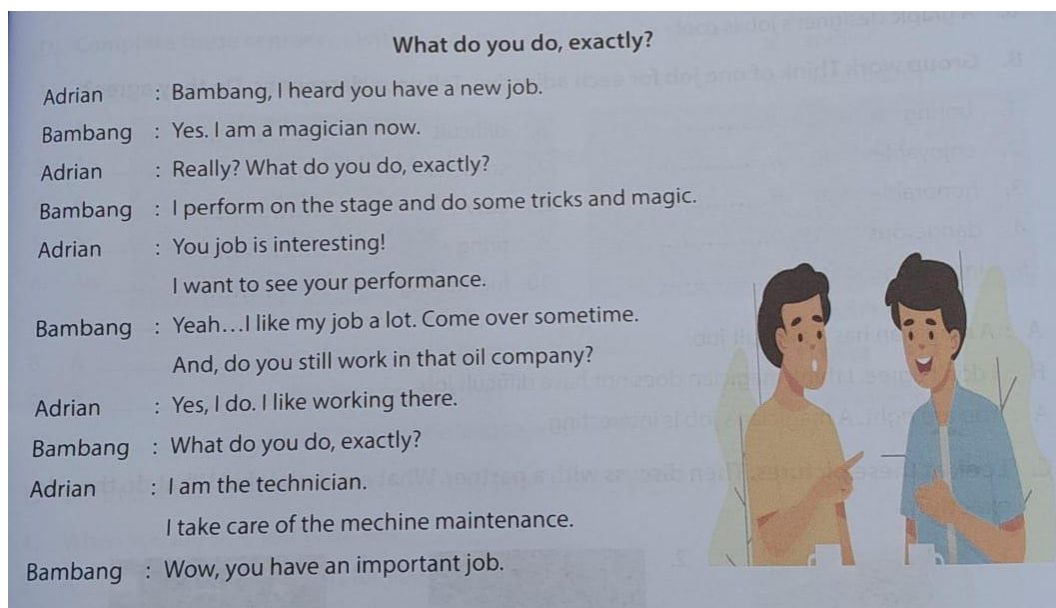 What do you do, exactly?
Adrian : Bambang, I heard you have a new job.
Bambang : Yes. I am a magician now.
Adrian : Really? What do you do, exactly?
Bambang : I perform on the stage and do some tricks and magic.
Adrian : You job is interesting!
I want to see your performance.
Bambang : Yeah...I like my job a lot. Come over sometime.
And, do you still work in that oil company?
Adrian : Yes, I do. I like working there.
Bambang : What do you do, exactly?
Adrian : I am the technician.
I take care of the mechine maintenance.
Bambang : Wow, you have an important job.